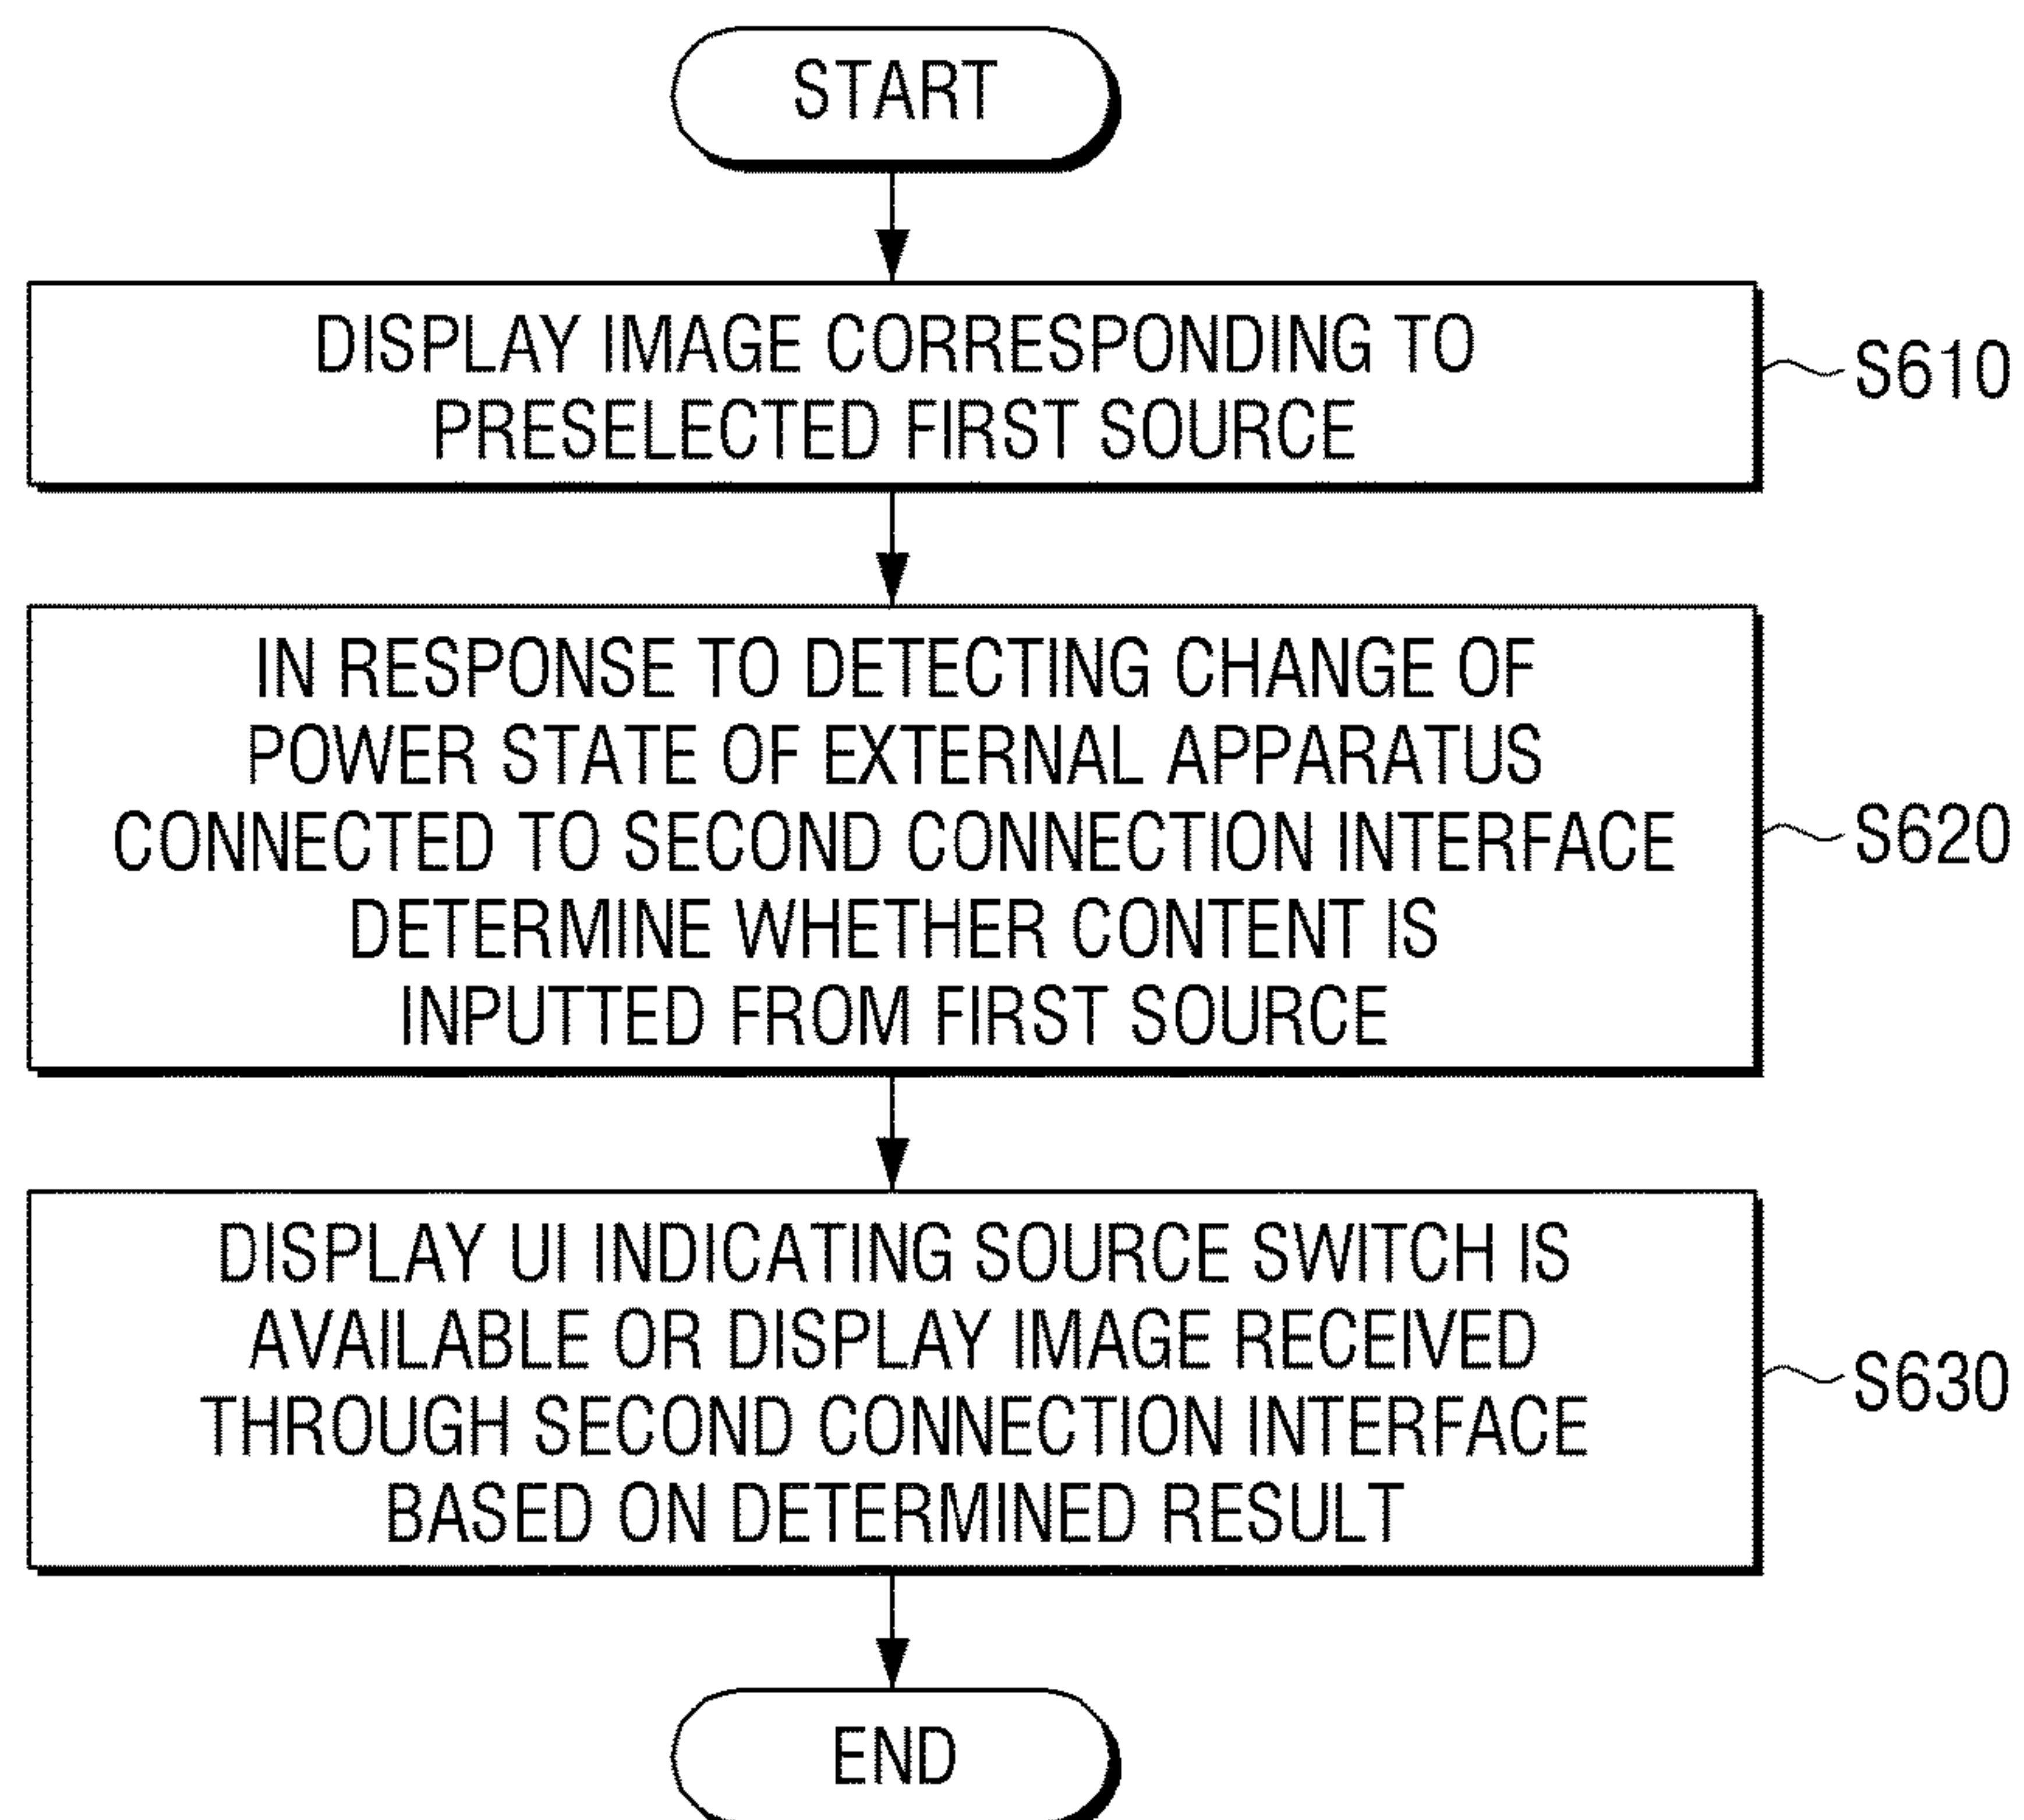 START
DISPLAY IMAGE CORRESPONDING TO
PRESELECTED FIRST SOURCE
S610
IN RESPONSE TO DETECTING CHANGE OF
POWER STATE OF EXTERNAL APPARATUS
CONNECTED TO SECOND CONNECTION INTERFACE
DETERMINE WHETHER CONTENT IS
INPUTTED FROM FIRST SOURCE
S620
DISPLAY UI INDICATING SOURCE SWITCH IS
AVAILABLE OR DISPLAY IMAGE RECEIVED
THROUGH SECOND CONNECTION INTERFACE
BASED ON DETERMINED RESULT
S630
END